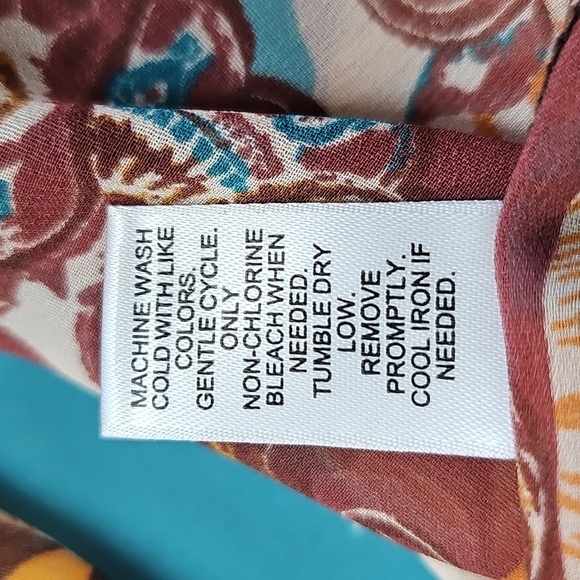 MACHINE WASH
COLD WITH LIKE
COLORS.
GENTLE CYCLE.
ONLY
NON-CHLORINE
BLEACH WHEN
NEEDED.
TUMBLE DRY
LOW.
REMOVE
PROMPTLY.
COOL IRON IF
NEEDED.